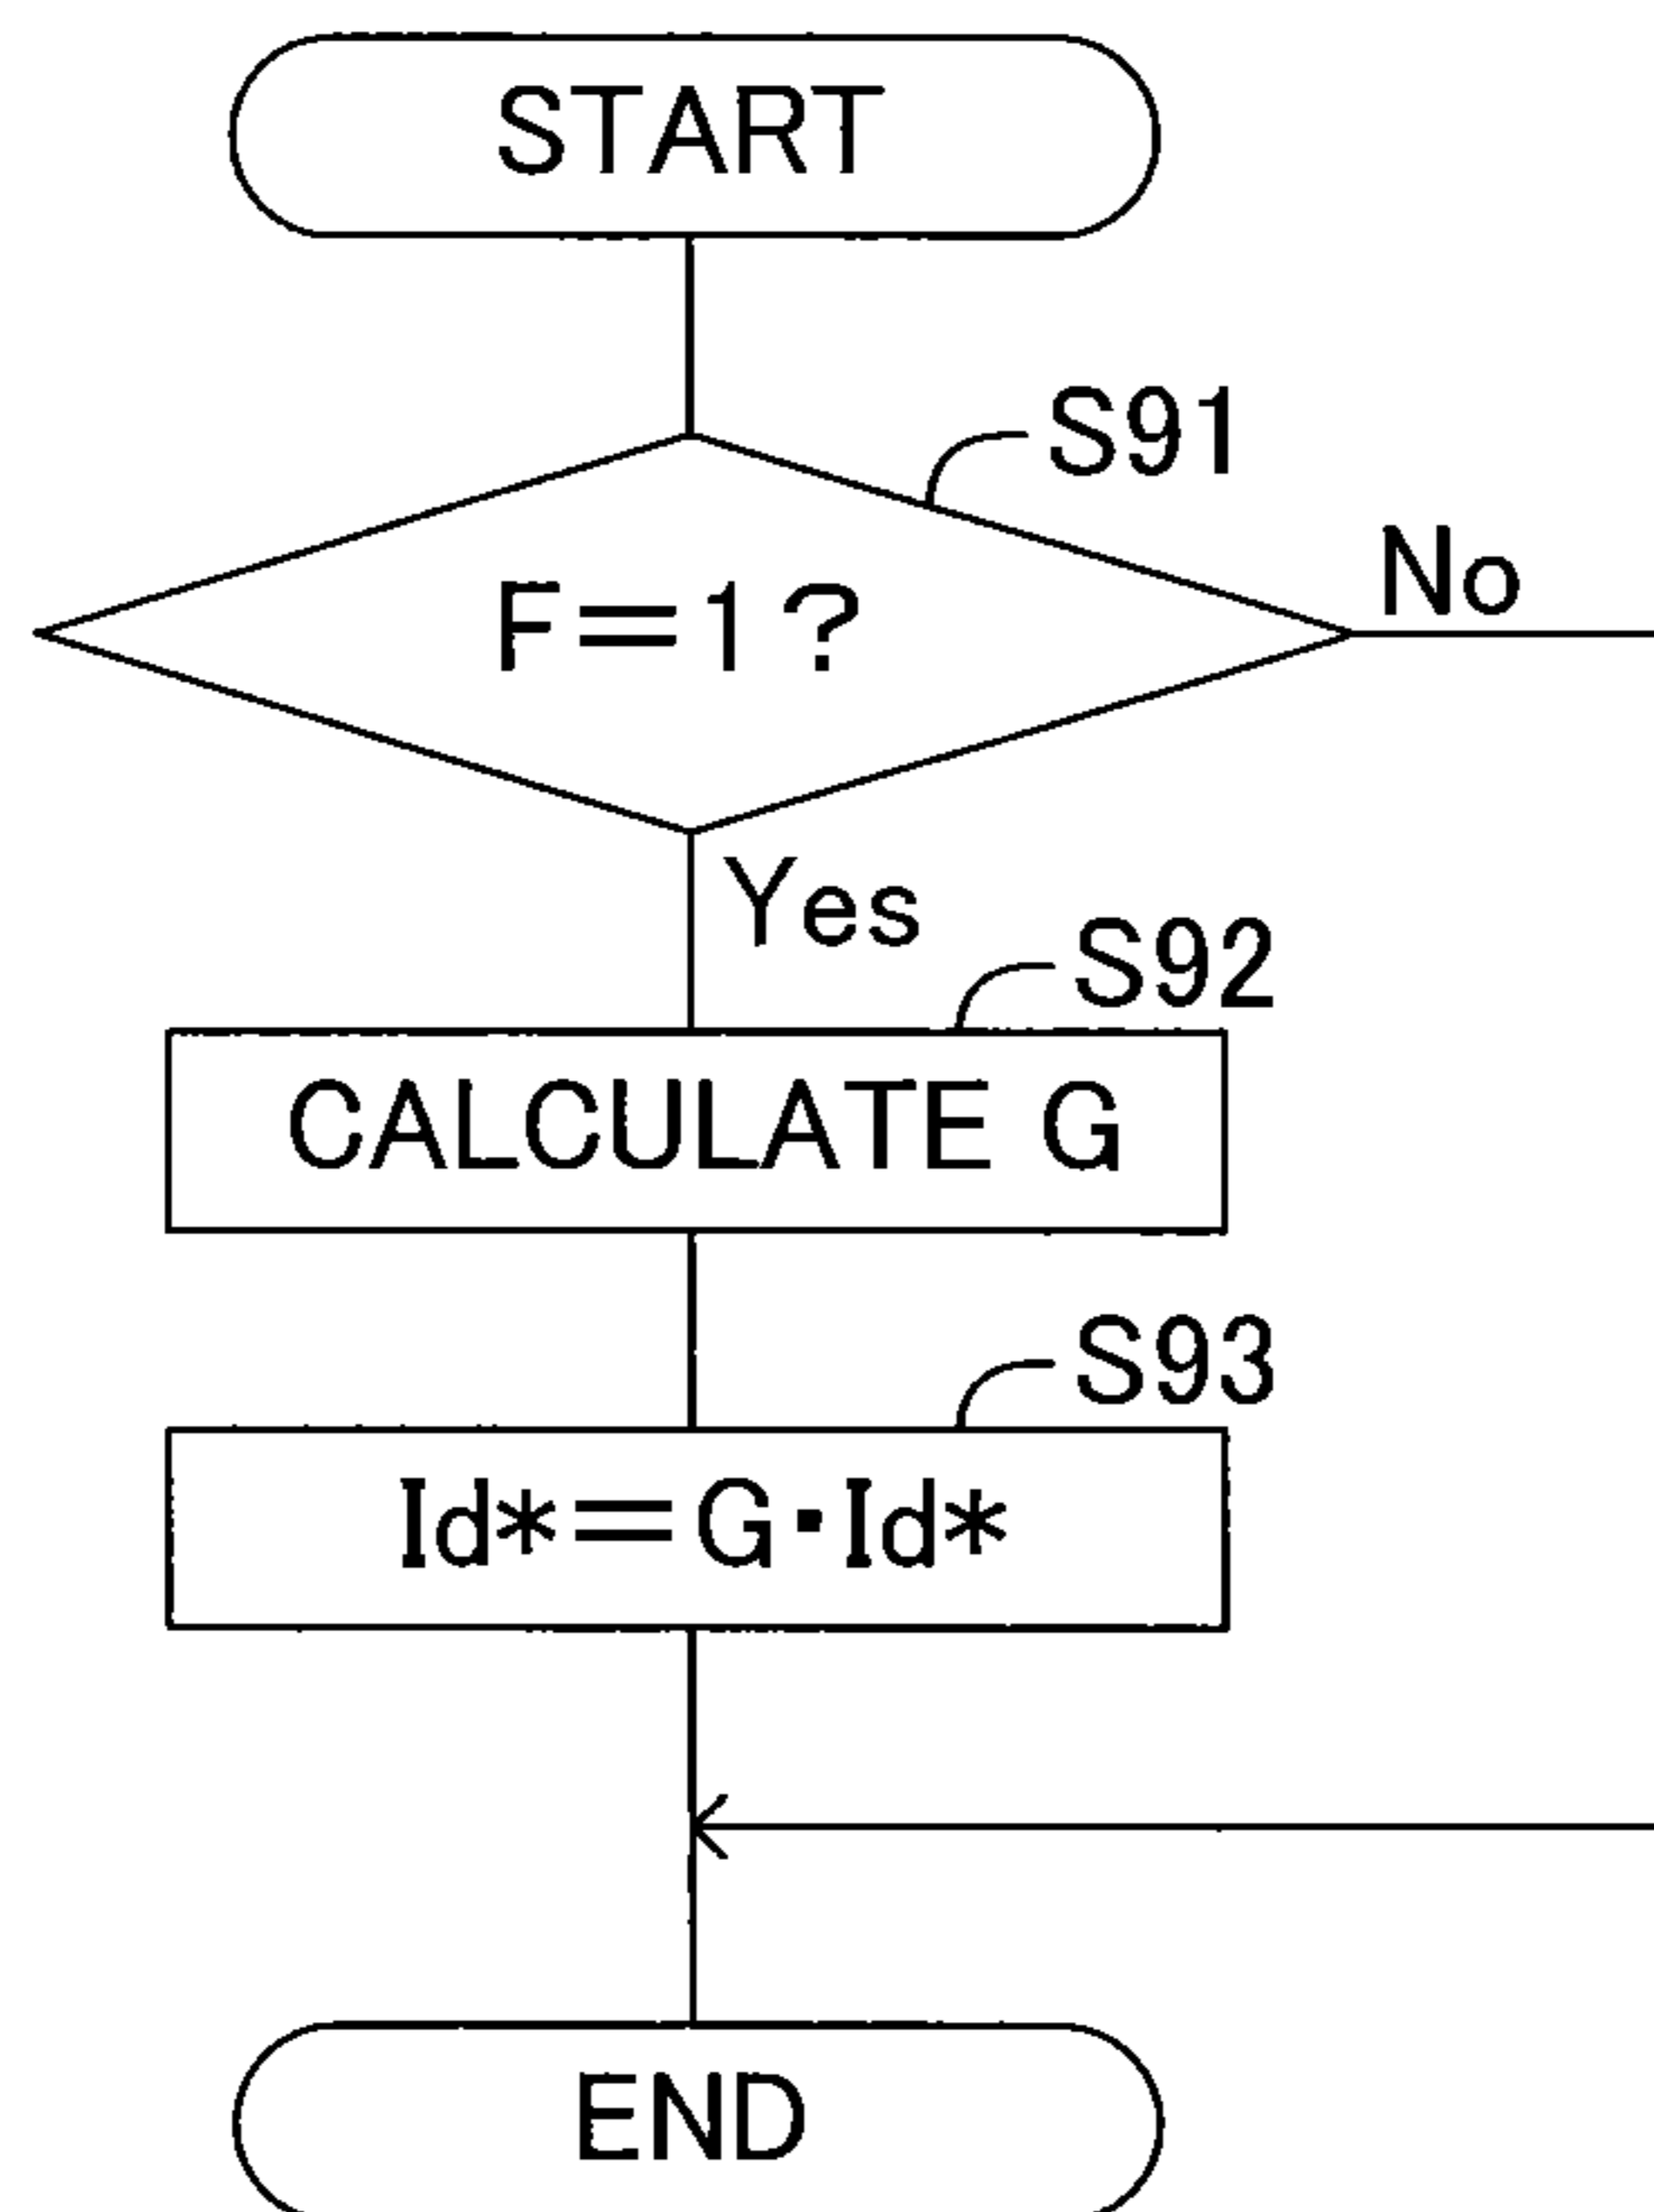 START
S91
F=1?
No
Yes
S92
CALCULATE G
S93
Id*=G·Id*
END